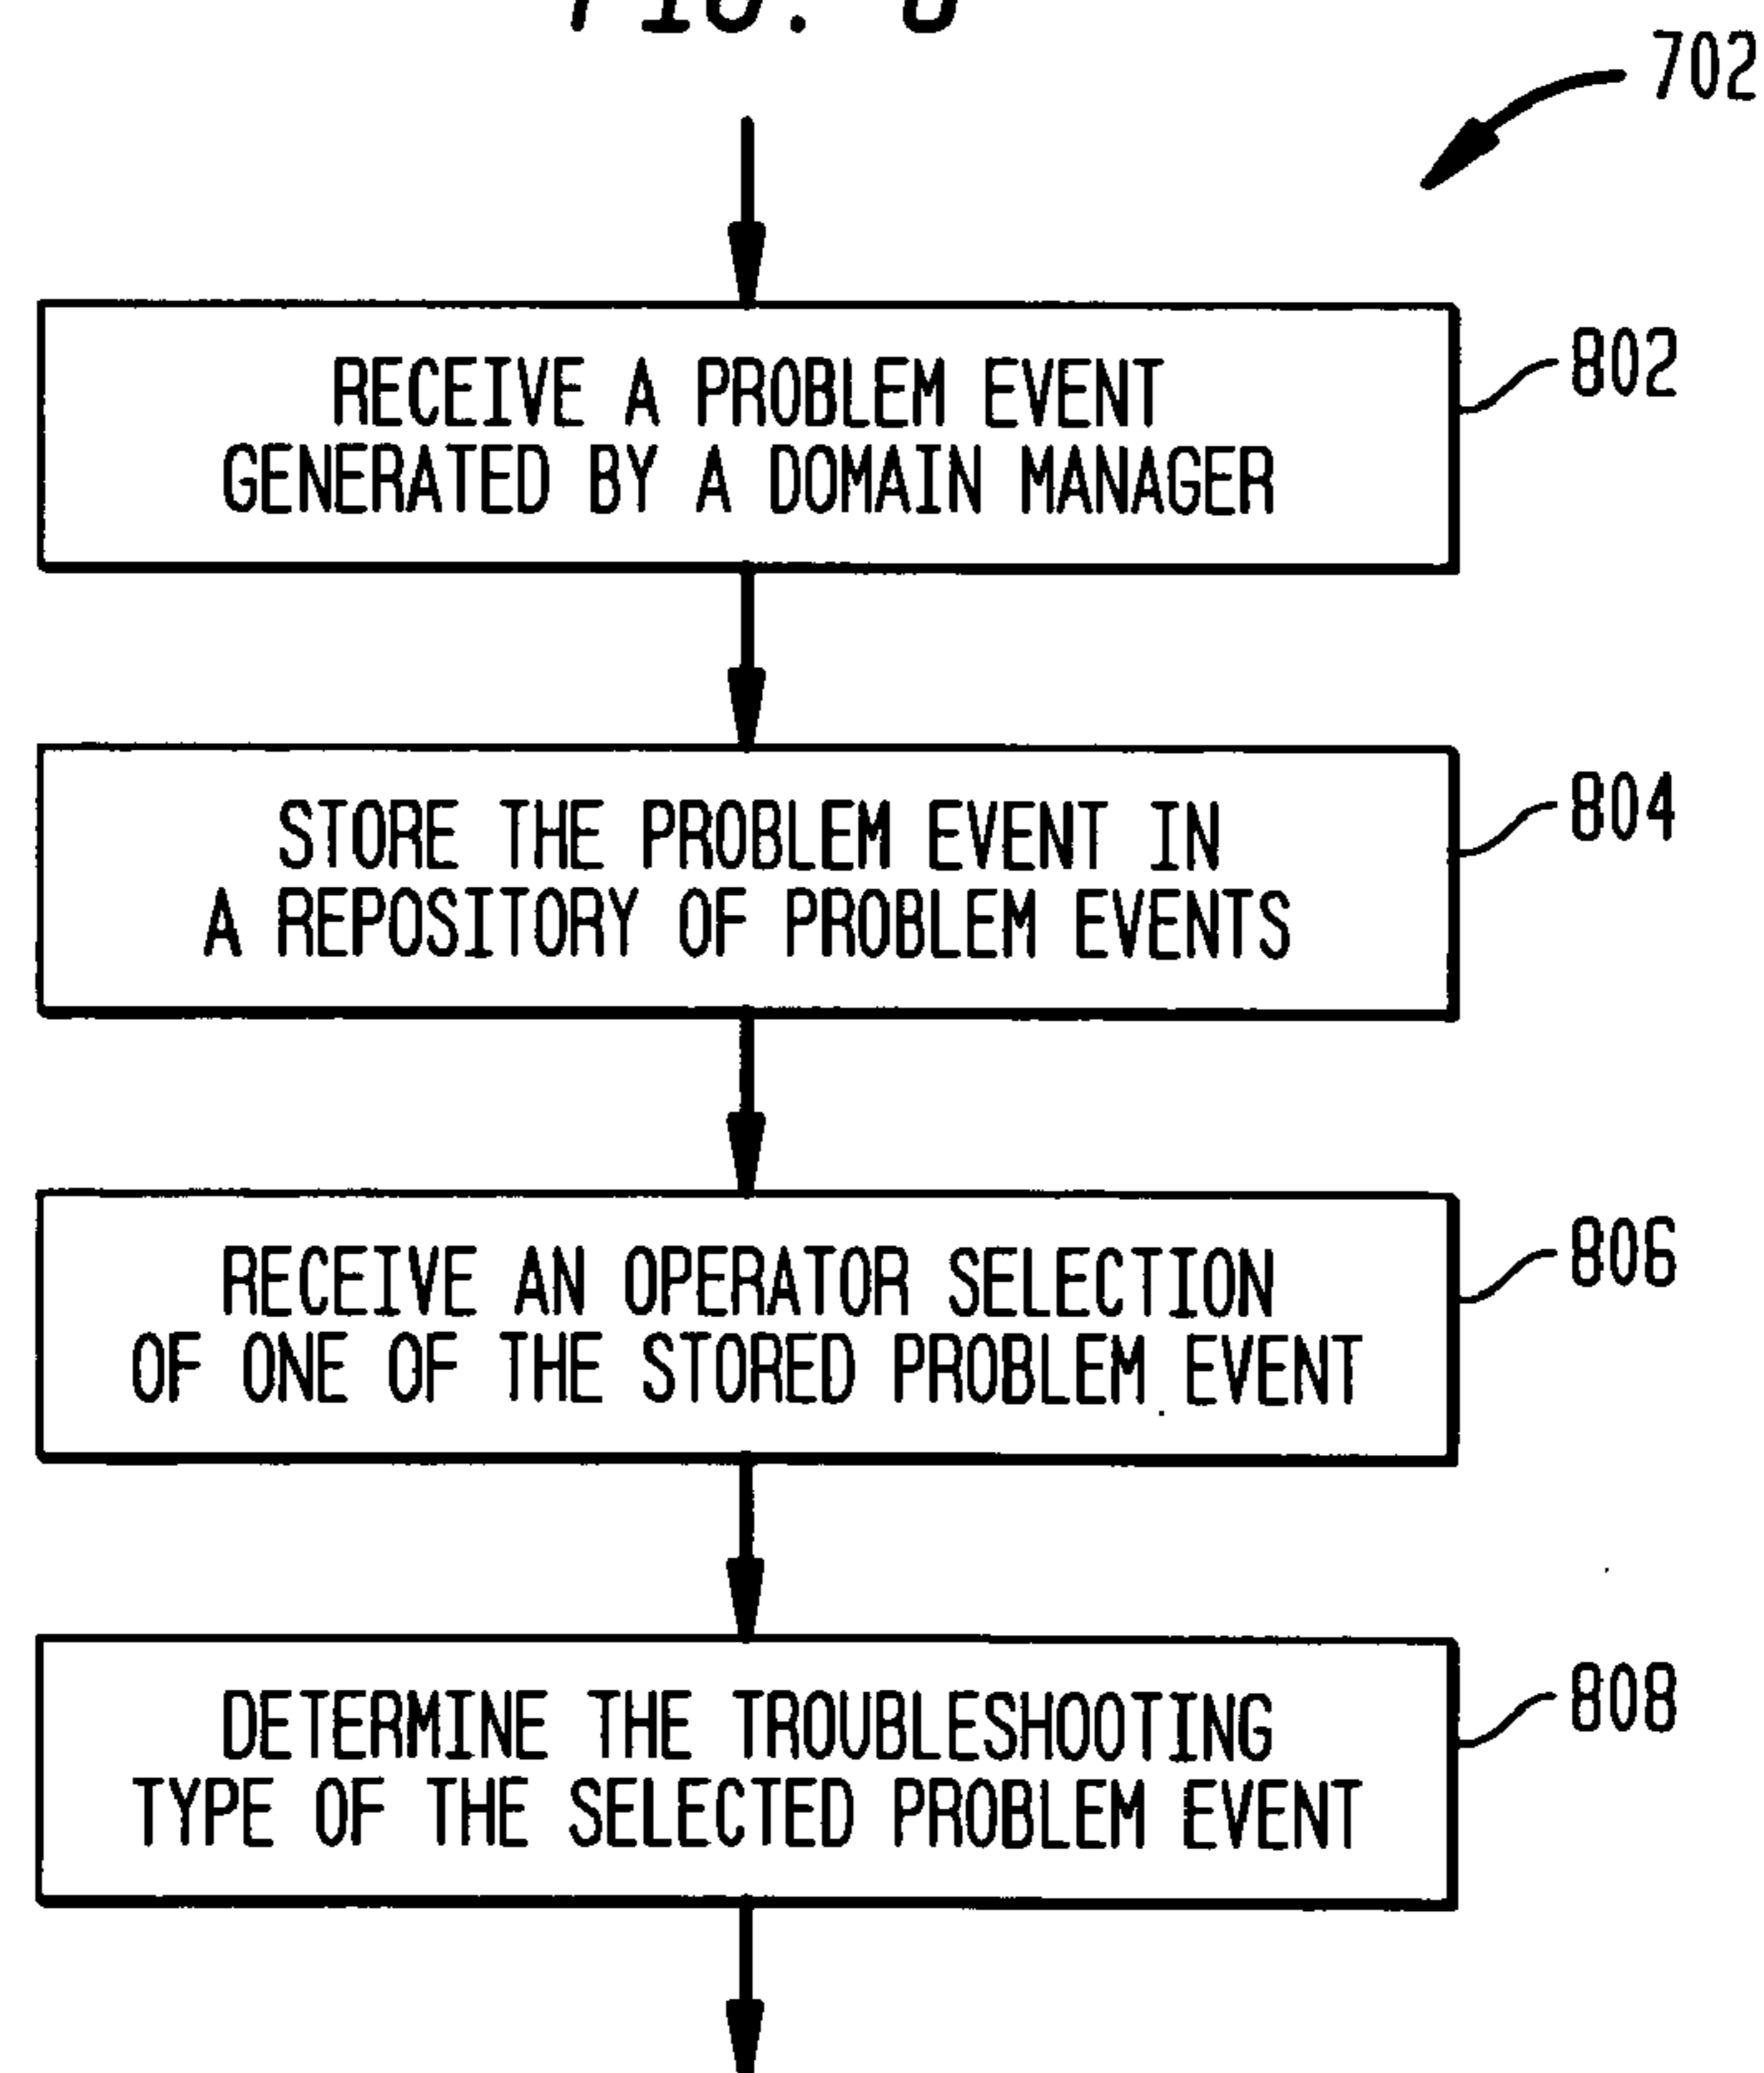 FIG. 8
702
RECEIVE A PROBLEM EVENT
GENERATED BY A DOMAIN MANAGER
802
STORE THE PROBLEM EVENT IN
A REPOSITORY OF PROBLEM EVENTS
804
RECEIVE AN OPERATOR SELECTION
OF ONE OF THE STORED PROBLEM EVENT
806
DETERMINE THE TROUBLESHOOTING
TYPE OF THE SELECTED PROBLEM EVENT
808